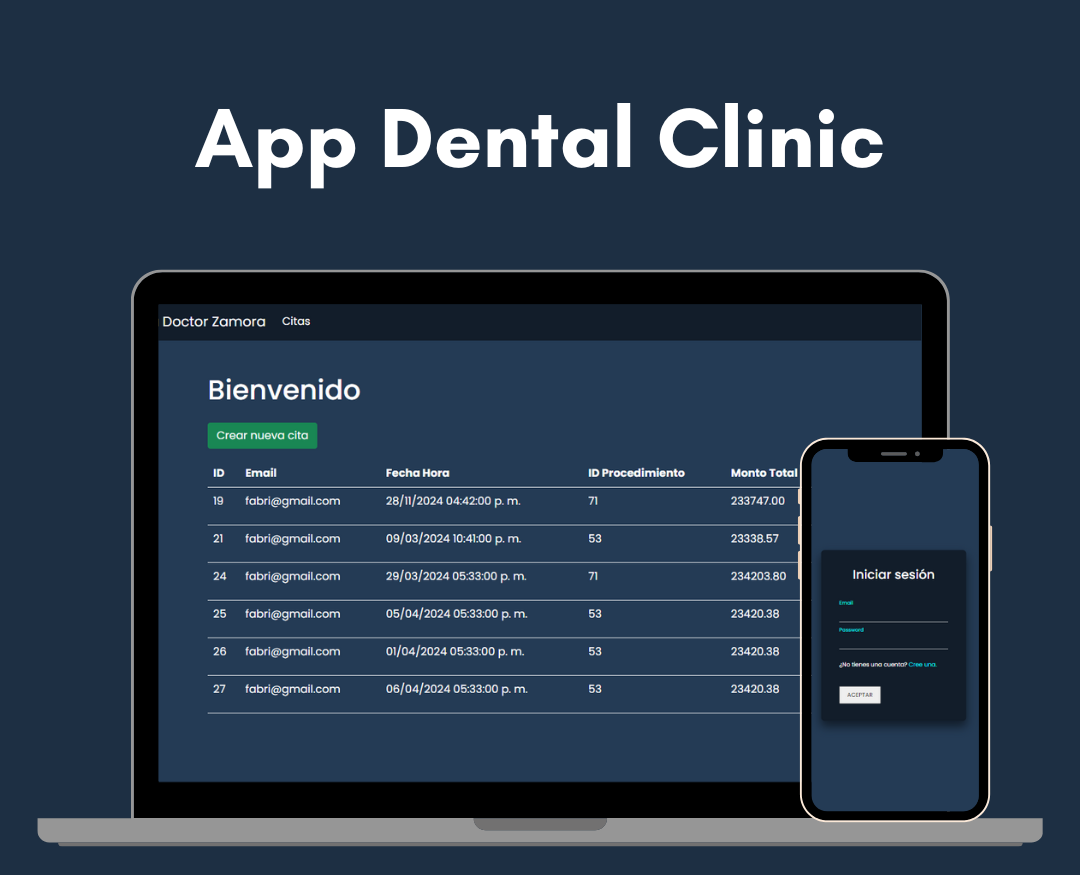 App Dental Clinic
Doctor Zamora Citas
Bienvenido
Crear nueva cita
ID Email Fecha Hora ID Procedimiento Monto Total
19 fabri@gmail.com 28/11/2024 04:42:00 p. m. 71 233747.00
21 fabri@gmail.com 09/03/2024 10:41:00 p. m. 53 23338.57
24 fabri@gmail.com 29/03/2024 05:33:00 p. m. 71 234203.80
25 fabri@gmail.com 05/04/2024 05:33:00 p. m. 53 23420.38
26 fabri@gmail.com 01/04/2024 05:33:00 p. m. 53 23420.38
27 fabri@gmail.com 06/04/2024 05:33:00 p. m. 53 23420.38
Iniciar sesión
Email
Password
¿No tienes una cuenta? Cree una.
ACEPTAR